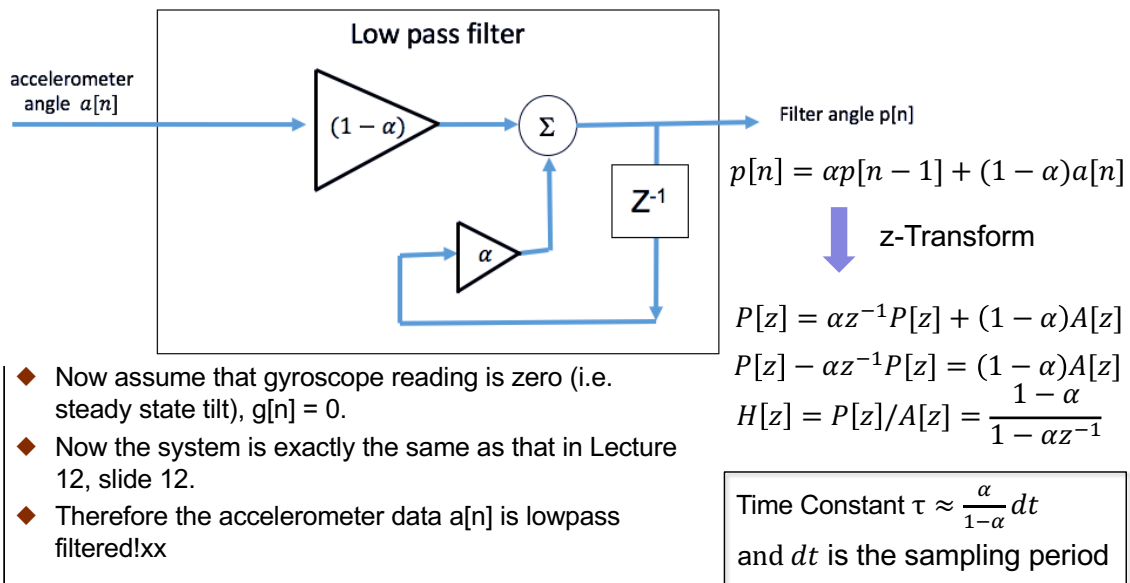 Low pass filter
accelerometer
angle a[n]
(1 − α)
Σ
Filter angle p[n]
p[n] = αp[n − 1] + (1 − α)a[n]
Z⁻¹
α
z-Transform
P[z] = αz⁻¹P[z] + (1 − α)A[z]
P[z] − αz⁻¹P[z] = (1 − α)A[z]
H[z] = P[z]/A[z] = \frac{1 − α}{1 − αz⁻¹}
◆ Now assume that gyroscope reading is zero (i.e.
steady state tilt), g[n] = 0.
◆ Now the system is exactly the same as that in Lecture
12, slide 12.
◆ Therefore the accelerometer data a[n] is lowpass
filtered!xx
Time Constant τ ≈ \frac{α}{1−α} dt
and dt is the sampling period